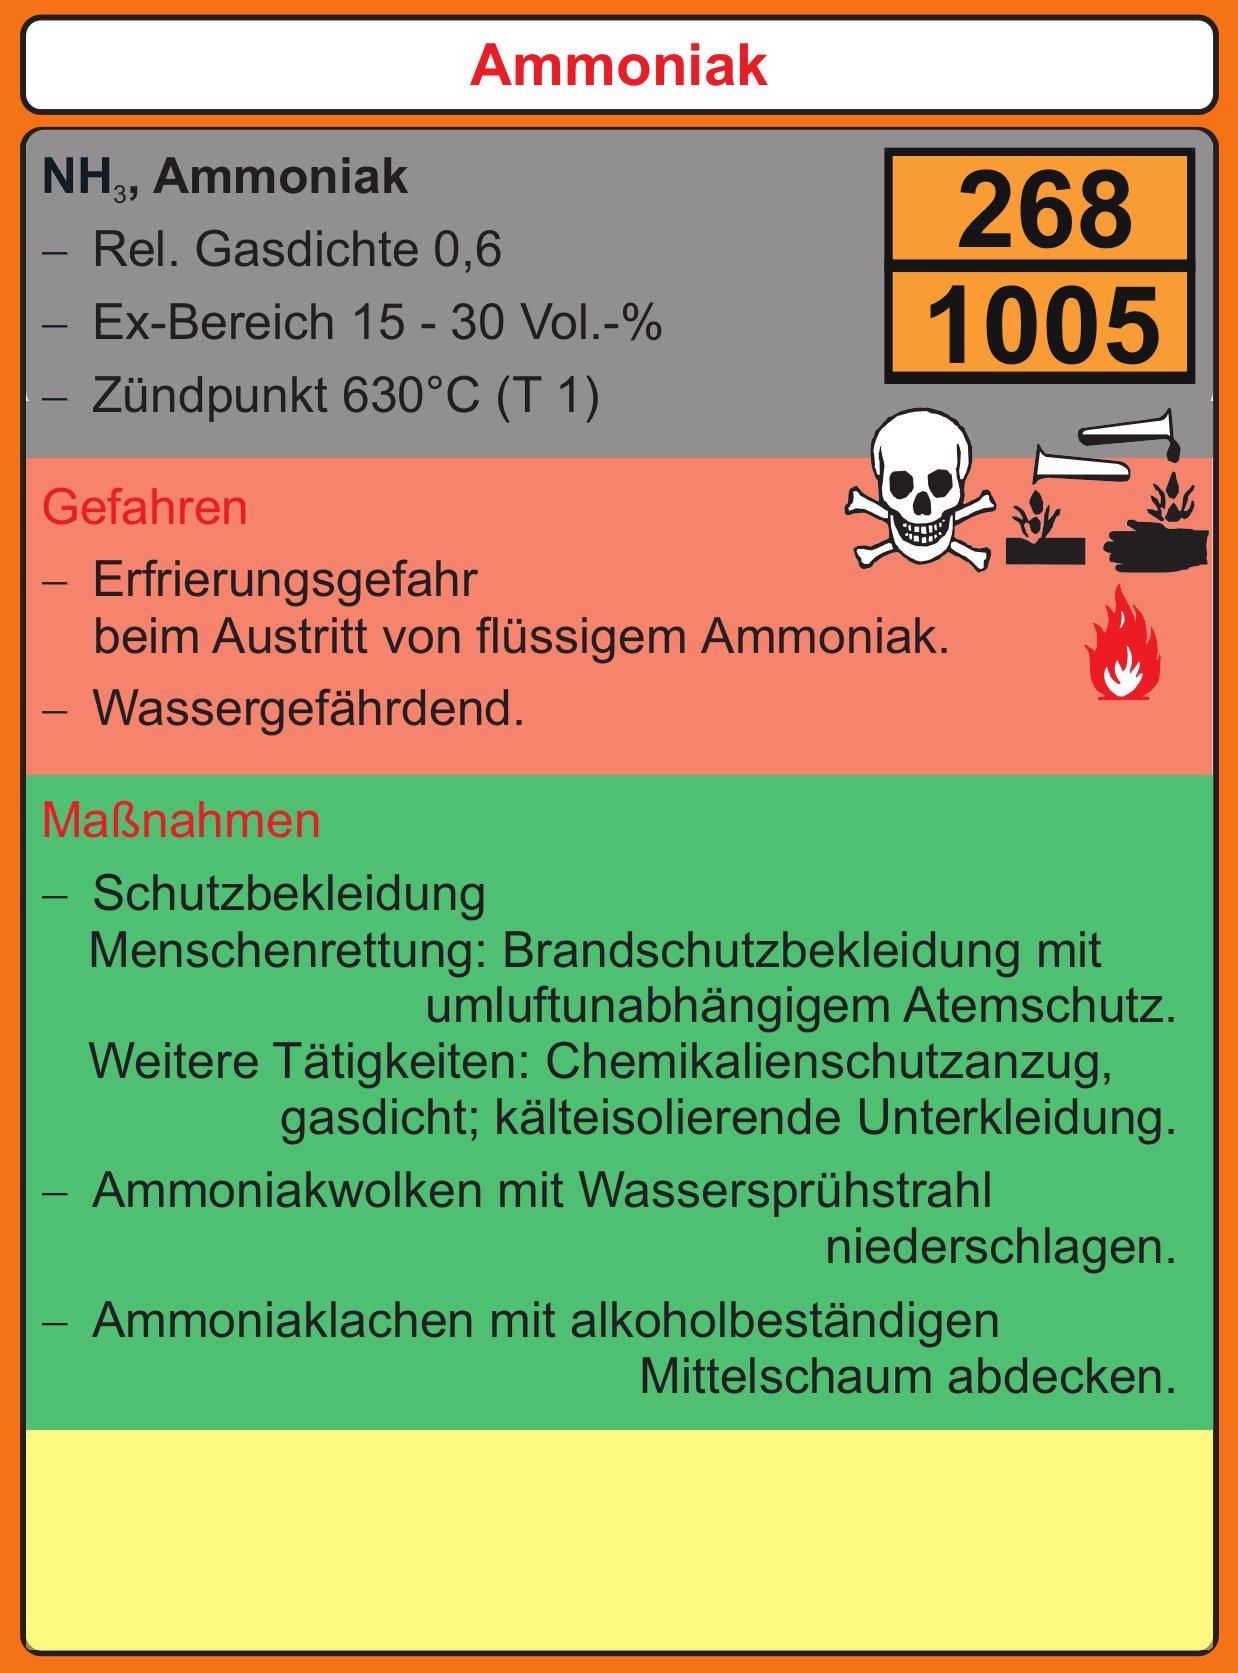 Ammoniak
NH₃, Ammoniak
– Rel. Gasdichte 0,6
– Ex-Bereich 15 - 30 Vol.-%
– Zündpunkt 630°C (T 1)
268
1005
Gefahren
– Erfrierungsgefahr
beim Austritt von flüssigem Ammoniak.
– Wassergefährdend.
Maßnahmen
– Schutzbekleidung
Menschenrettung: Brandschutzbekleidung mit
umluftunabhängigem Atemschutz.
Weitere Tätigkeiten: Chemikalienschutzanzug,
gasdicht; kälteisolierende Unterkleidung.
– Ammoniakwolken mit Wassersprühstrahl
niederschlagen.
– Ammoniaklachen mit alkoholbeständigen
Mittelschaum abdecken.